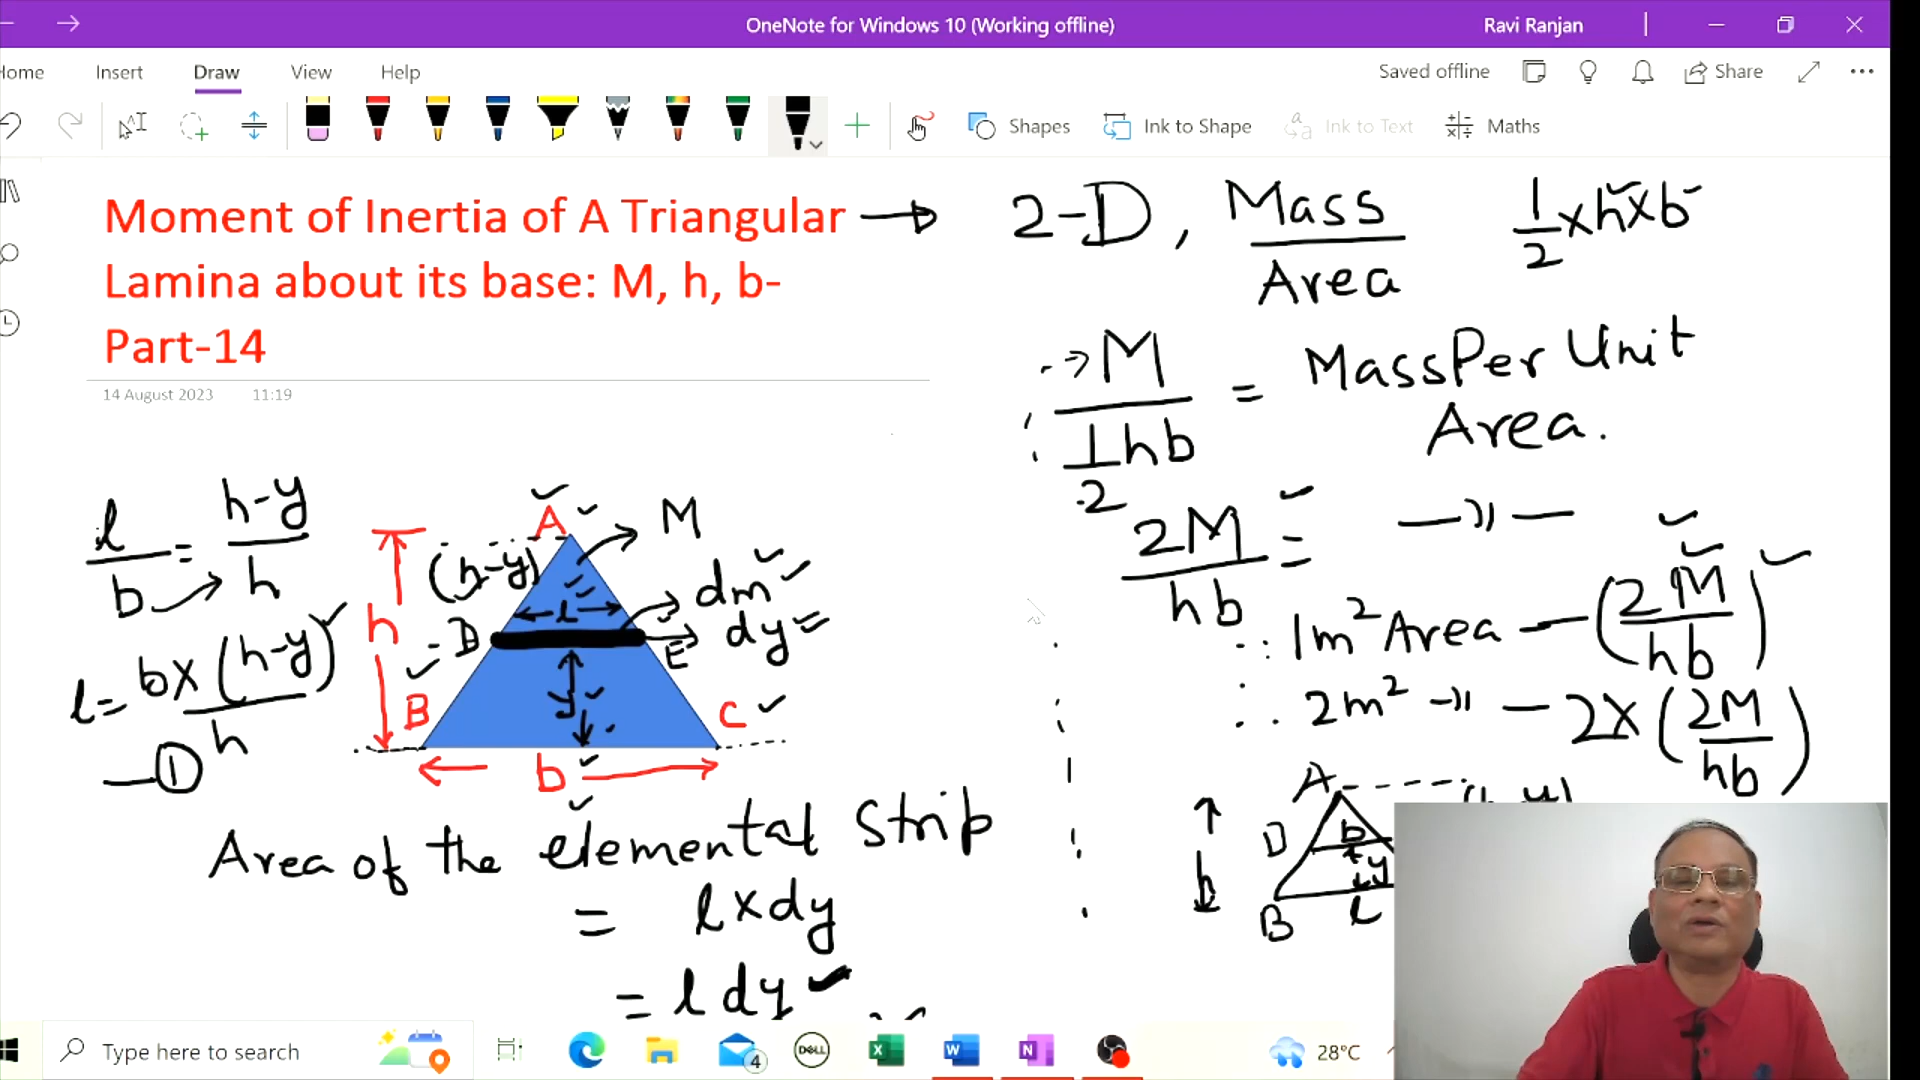 OneNote for Windows 10 (Working offline)
Ravi Ranjan
Home Insert Draw View Help
Saved offline Share
Shapes Ink to Shape Ink to Text Maths
Moment of Inertia of A Triangular
Lamina about its base: M, h, b-
Part-14
14 August 2023 11:19
2-D, Mass/Area 1/2 x h x b
M / (1/2 hb) = Mass Per Unit
Area.
2M/hb = —〃—
∴ 1m² Area — (2M/hb)
∴ 2m² 〃 — 2X (2M/hb)
l/b = (h-y)/h
l = b x (h-y)/h
—①
A
M
(h-y)
l
dm
h
D
E
dy
y
B
C
b
Area of the elemental Strip
= l x dy
= l dy
A
D
b
y
h
B
l
Type here to search
4
DELL
28°C